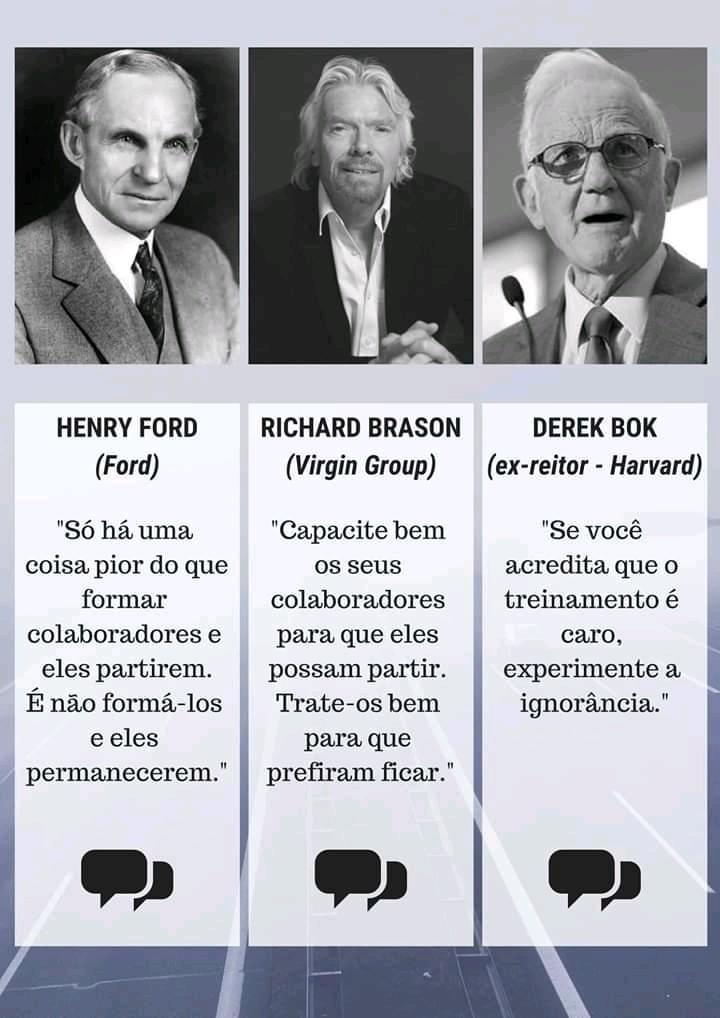 HENRY FORD
(Ford)
"Só há uma
coisa pior do que
formar
colaboradores e
eles partirem.
É não formá-los
e eles
permanecerem."
RICHARD BRASON
(Virgin Group)
"Capacite bem
os seus
colaboradores
para que eles
possam partir.
Trate-os bem
para que
prefiram ficar."
DEREK BOK
(ex-reitor - Harvard)
"Se você
acredita que o
treinamento é
caro,
experimente a
ignorância."